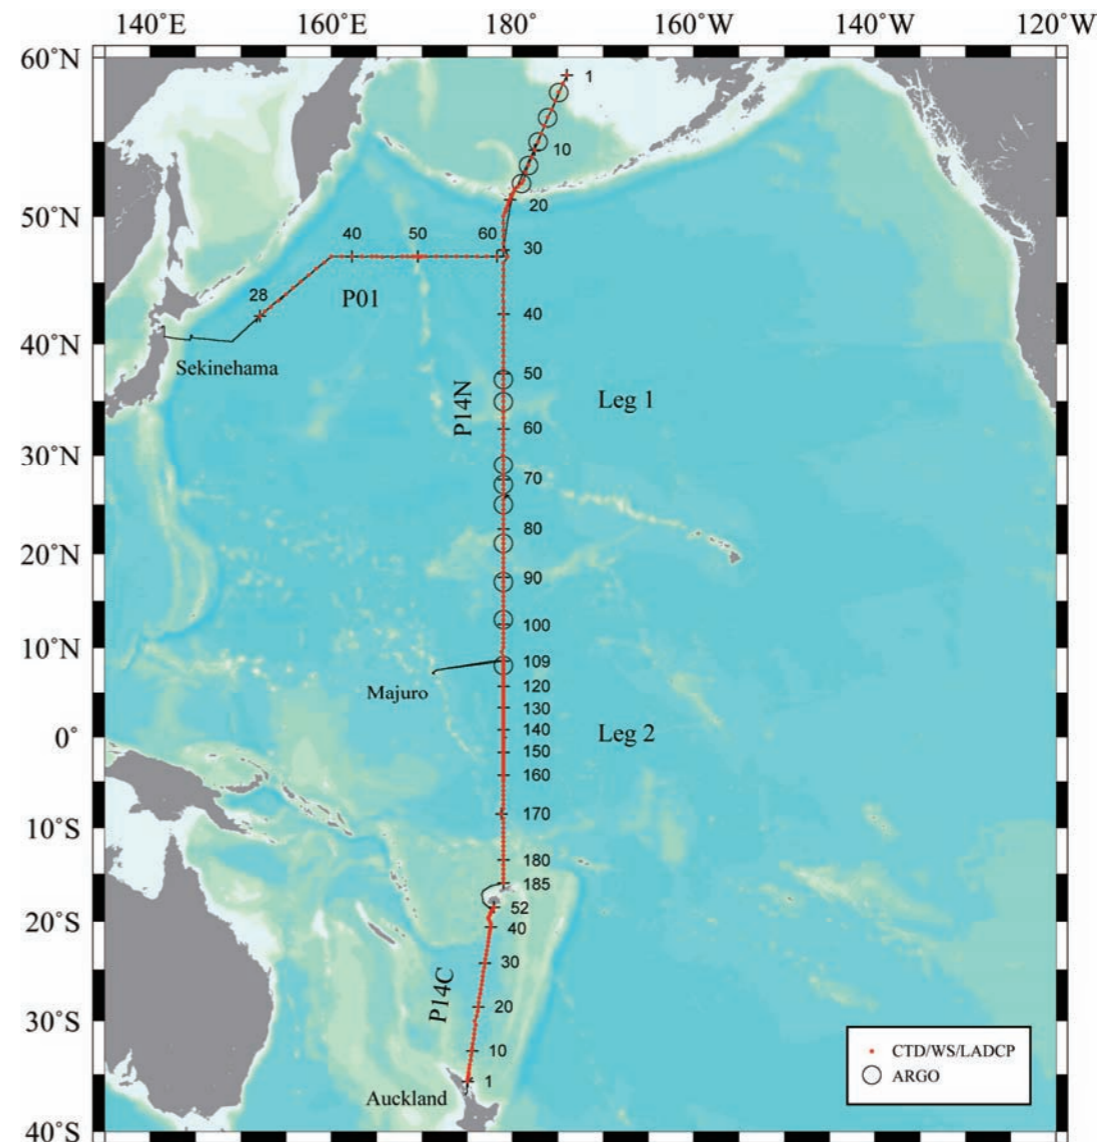 140°E 160°E 180° 160°W 140°W 120°W
60°N
1
10
50°N
20
40 50 60 30
28
P01
40
40°N
Sekinehama
50
P14N
Leg 1
60
30°N
70
80
20°N
90
100
10°N
109
Majuro
120
130
140
0°
Leg 2
150
160
170
10°S
180
185
52
20°S
40
30
P14C
20
30°S
10
CTD/WS/LADCP
ARGO
1
Auckland
40°S